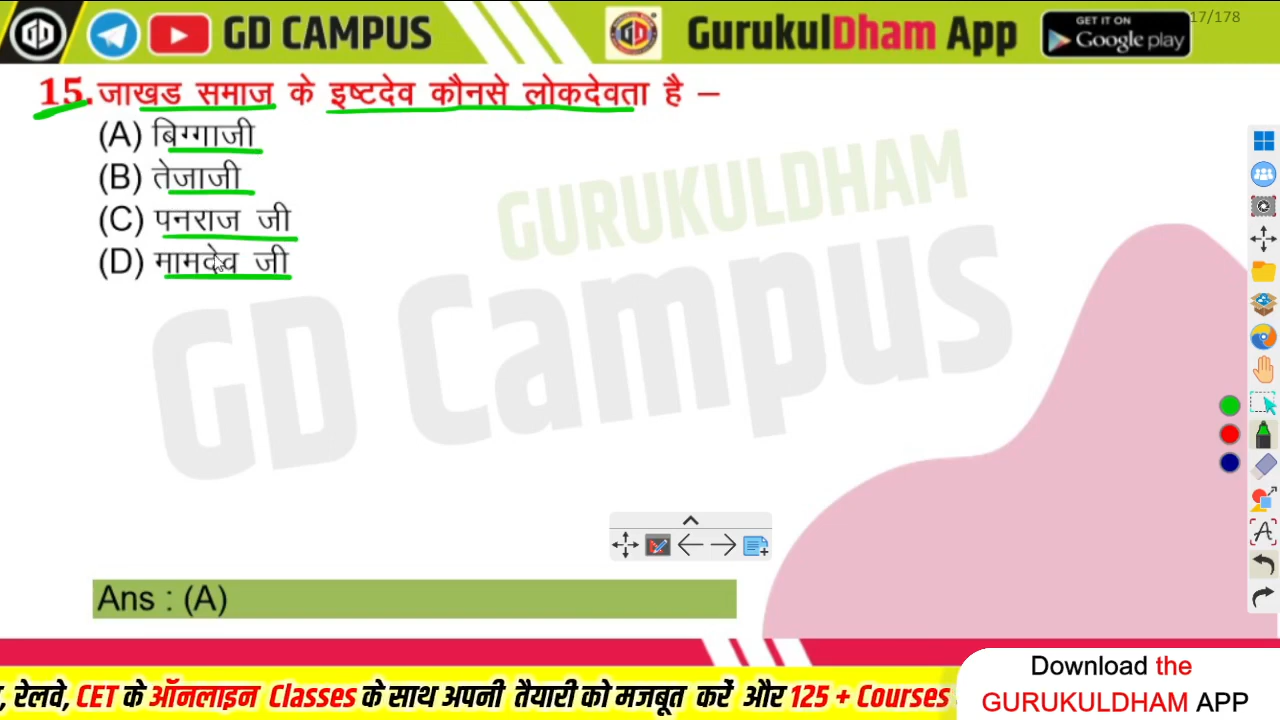 GD CAMPUS
GurukulDham App
GET IT ON
Google play
17/178
15. जाखड समाज के इष्टदेव कौनसे लोकदेवता है –
(A) बिग्गाजी
(B) तेजाजी
(C) पनराज जी
(D) मामदेव जी
GURUKULDHAM
GD Campus
Ans : (A)
, रेलवे, CET के ऑनलाइन Classes के साथ अपनी तैयारी को मजबूत करें और 125 + Courses
Download the
GURUKULDHAM APP